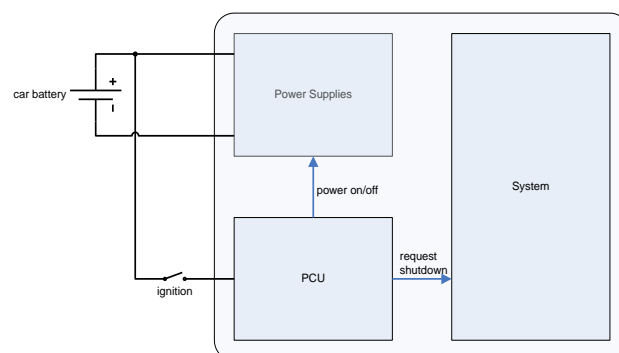 car battery
+
Power Supplies
power on/off
System
PCU
request
shutdown
ignition